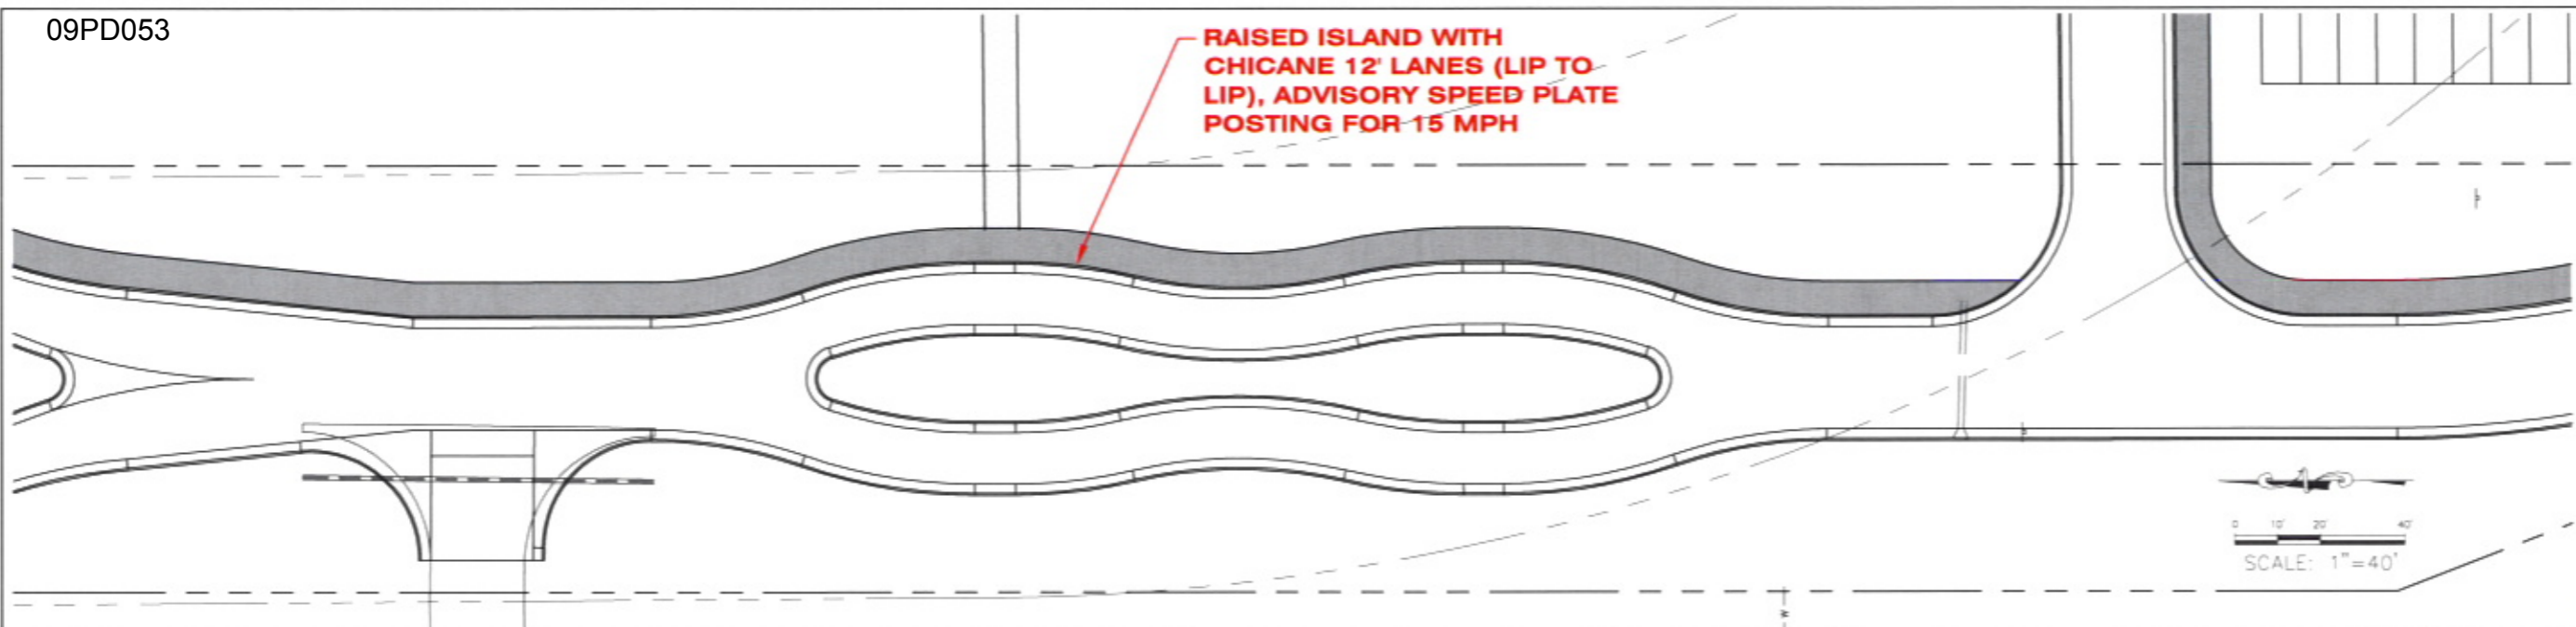 09PD053
RAISED ISLAND WITH
CHICANE 12' LANES (LIP TO
LIP), ADVISORY SPEED PLATE
POSTING FOR 15 MPH
0 10' 20' 40'
SCALE: 1"=40'
W